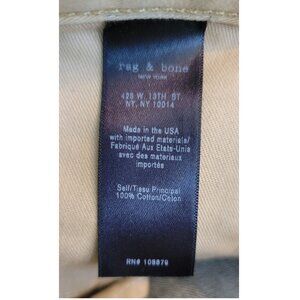 rag & bone
NEW YORK
425 W. 13TH ST.
NY, NY 10014
Made in the USA
with imported materials/
Fabriqué Aux Etats-Unis
avec des materiaux
importés
Self/Tissu Principal
100% Cotton/Coton
RN# 109879